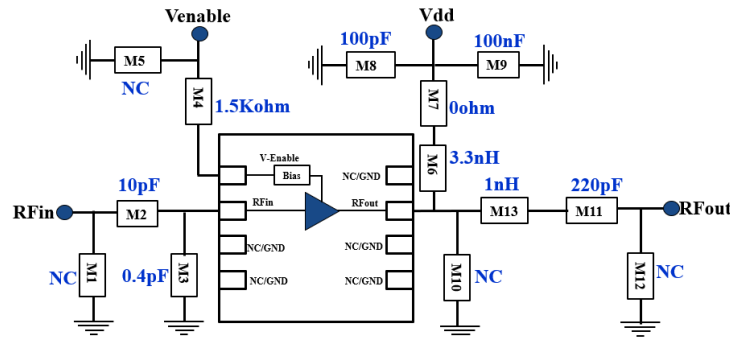 Venable
Vdd
100pF
100nF
M5
M8
M9
NC
M4
1.5Kohm
M7
0ohm
V-Enable
Bias
NC/GND
M6
3.3nH
10pF
1nH
220pF
RFin
M2
RFin
RFout
M13
M11
RFout
NC
M1
0.4pF
M3
NC/GND
NC/GND
NC/GND
NC/GND
M10
NC
NC
M12